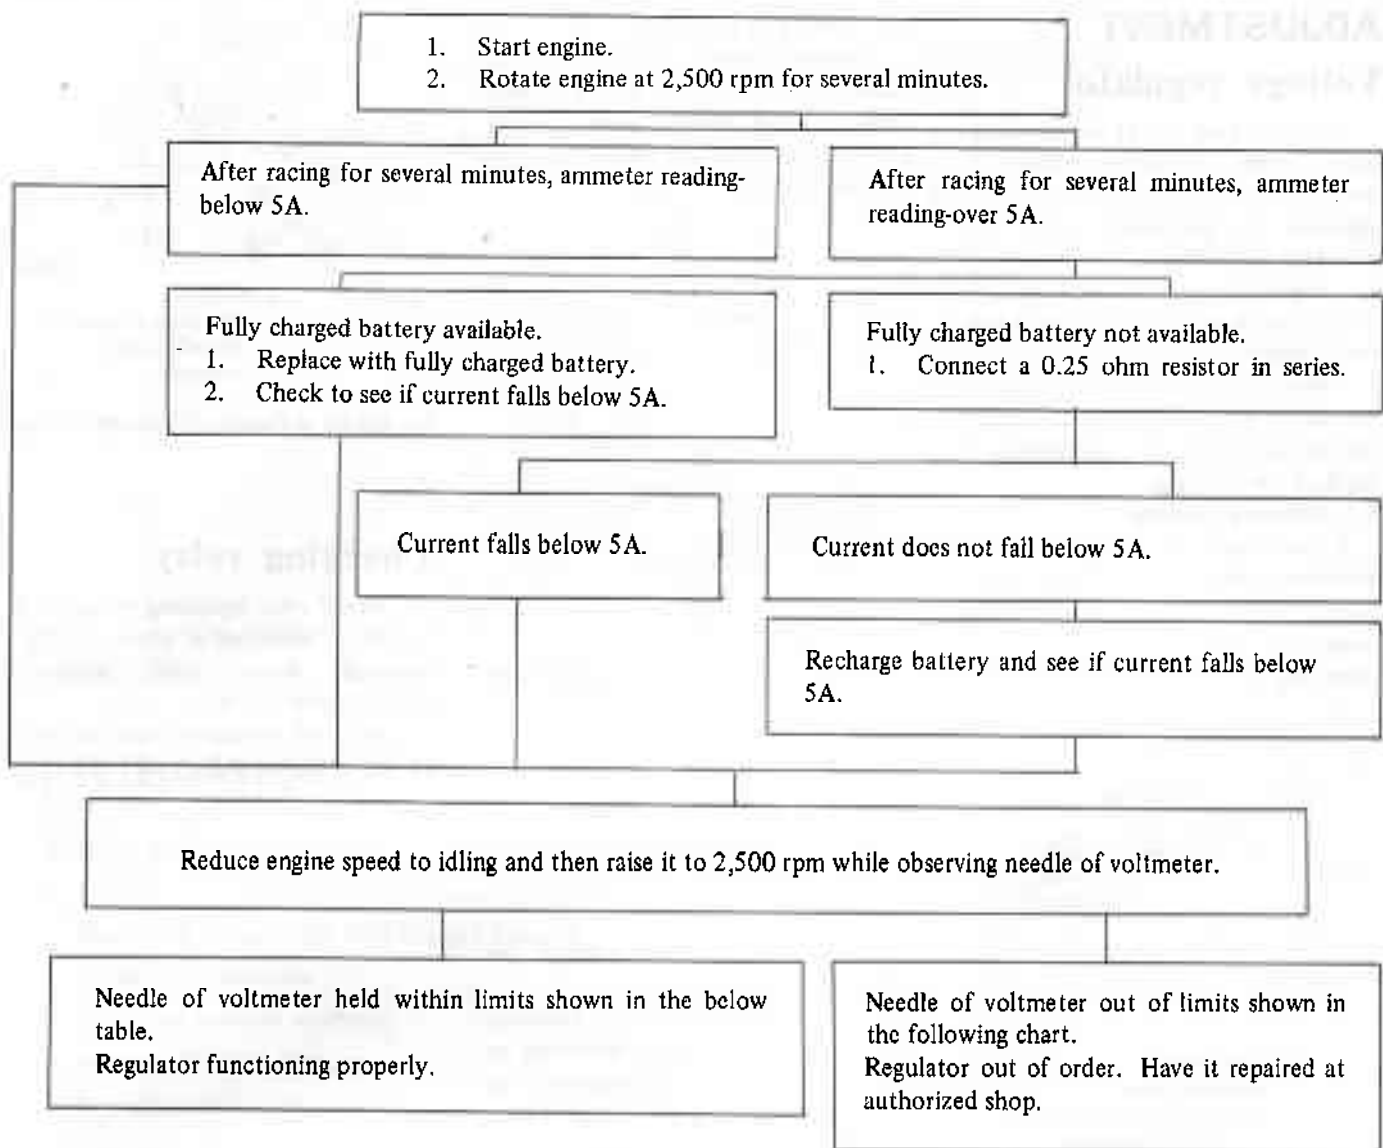 1. Start engine.
2. Rotate engine at 2,500 rpm for several minutes.
After racing for several minutes, ammeter reading-
below 5A.
After racing for several minutes, ammeter
reading-over 5A.
Fully charged battery available.
1. Replace with fully charged battery.
2. Check to see if current falls below 5A.
Fully charged battery not available.
1. Connect a 0.25 ohm resistor in series.
Current falls below 5A.
Current does not fall below 5A.
Recharge battery and see if current falls below
5A.
Reduce engine speed to idling and then raise it to 2,500 rpm while observing needle of voltmeter.
Needle of voltmeter held within limits shown in the below
table.
Regulator functioning properly.
Needle of voltmeter out of limits shown in
the following chart.
Regulator out of order. Have it repaired at
authorized shop.